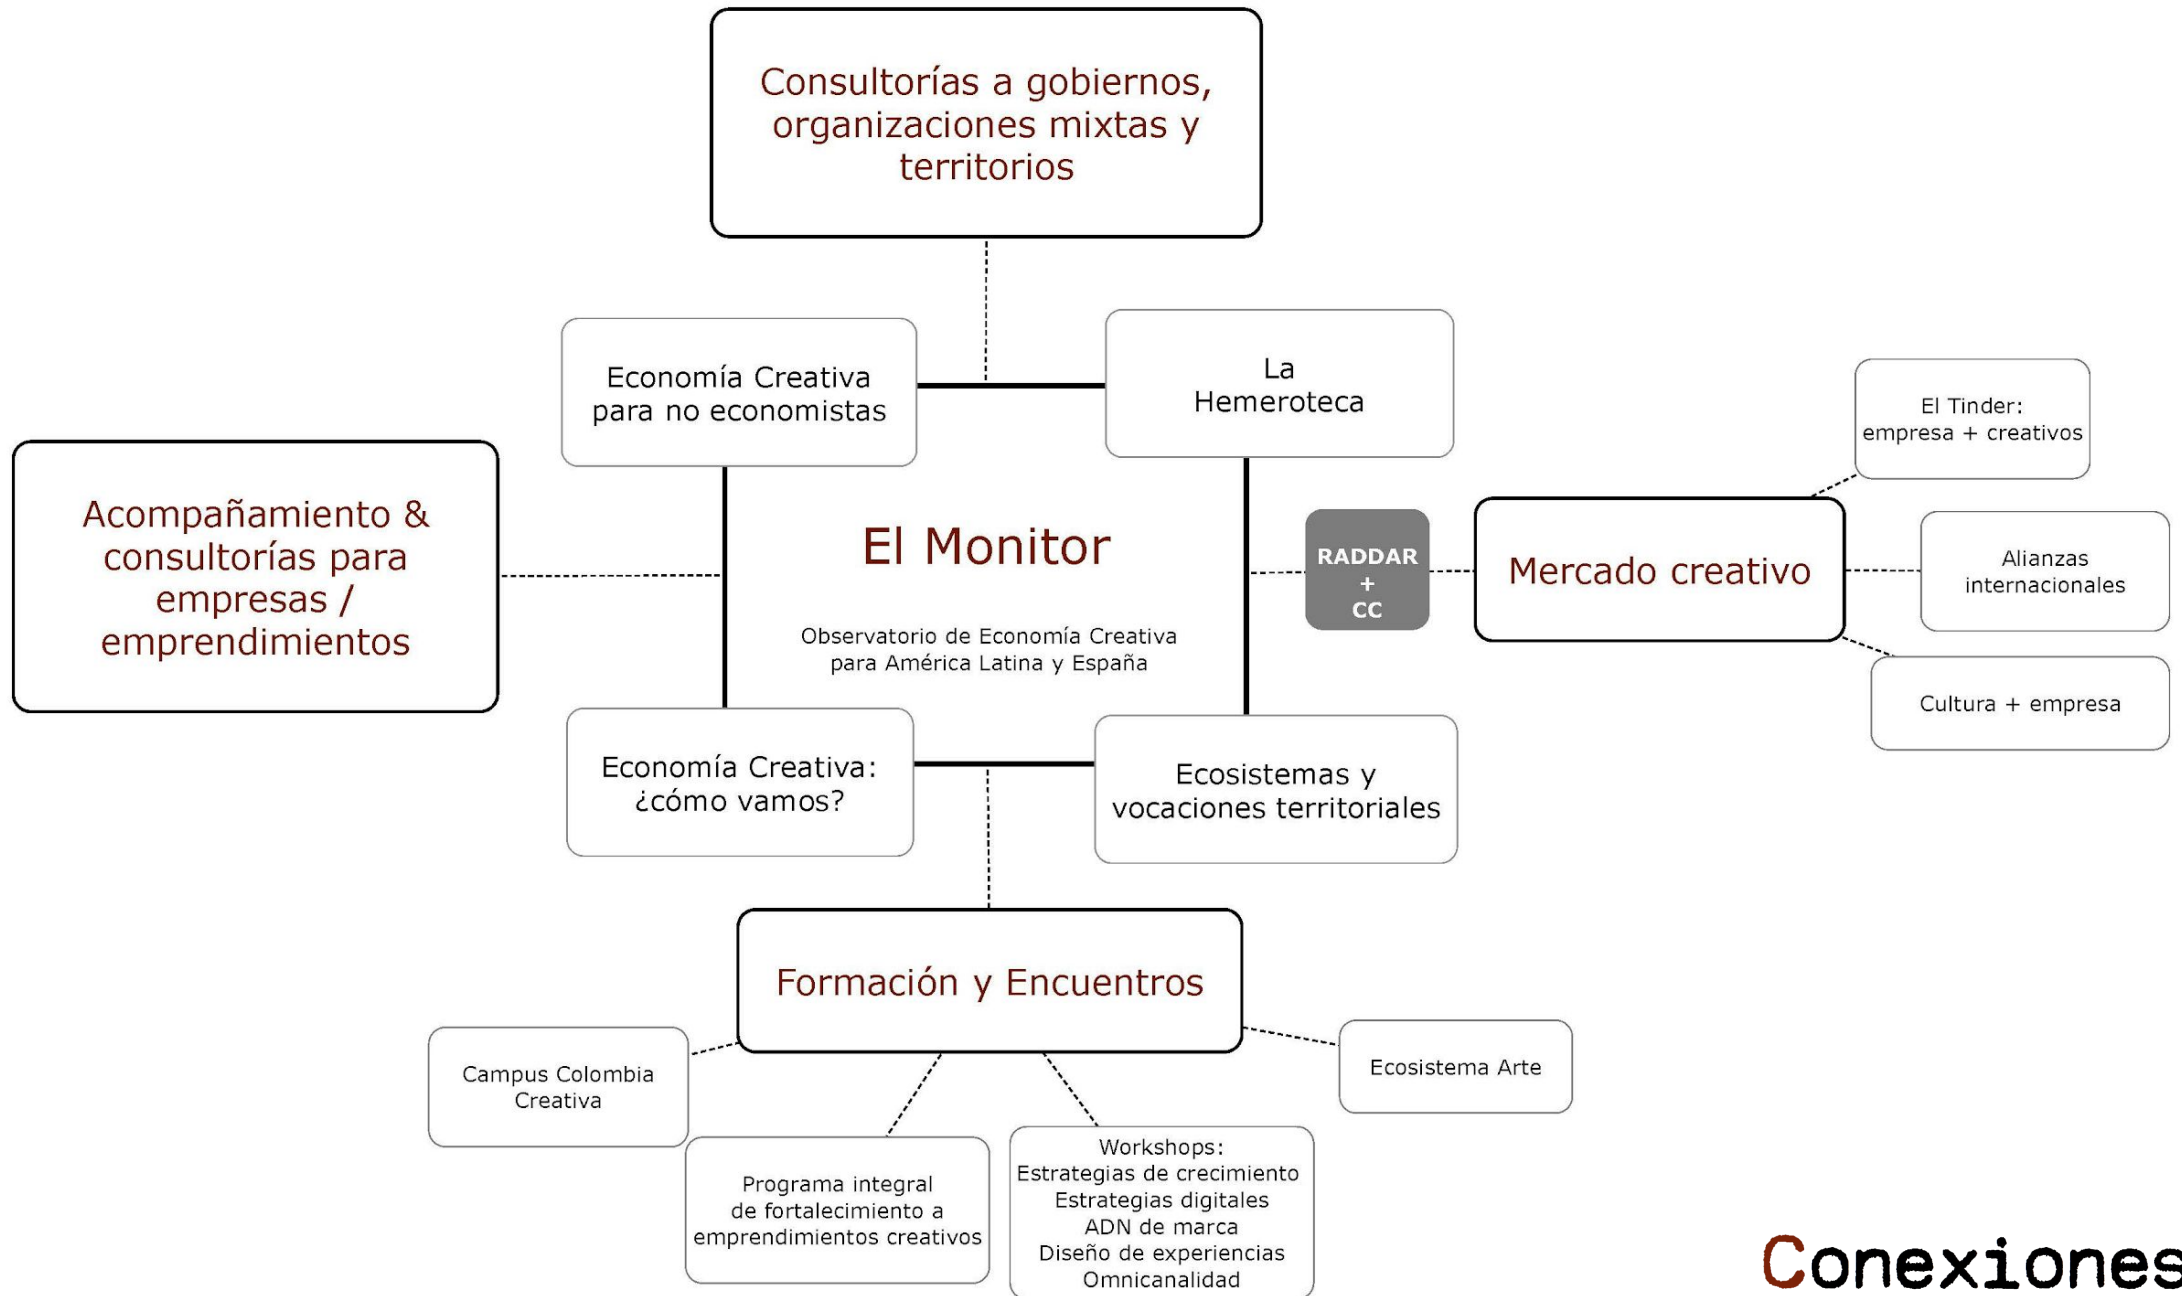 Consultorías a gobiernos,
organizaciones mixtas y
territorios
Economía Creativa
para no economistas
La
Hemeroteca
El Tinder:
empresa + creativos
Acompañamiento &
consultorías para
empresas /
emprendimientos
El Monitor
Observatorio de Economía Creativa
para América Latina y España
RADDAR
+
CC
Mercado creativo
Alianzas
internacionales
Cultura + empresa
Economía Creativa:
¿cómo vamos?
Ecosistemas y
vocaciones territoriales
Formación y Encuentros
Campus Colombia
Creativa
Programa integral
de fortalecimiento a
emprendimientos creativos
Workshops:
Estrategias de crecimiento
Estrategias digitales
ADN de marca
Diseño de experiencias
Omnicanalidad
Ecosistema Arte
Conexiones